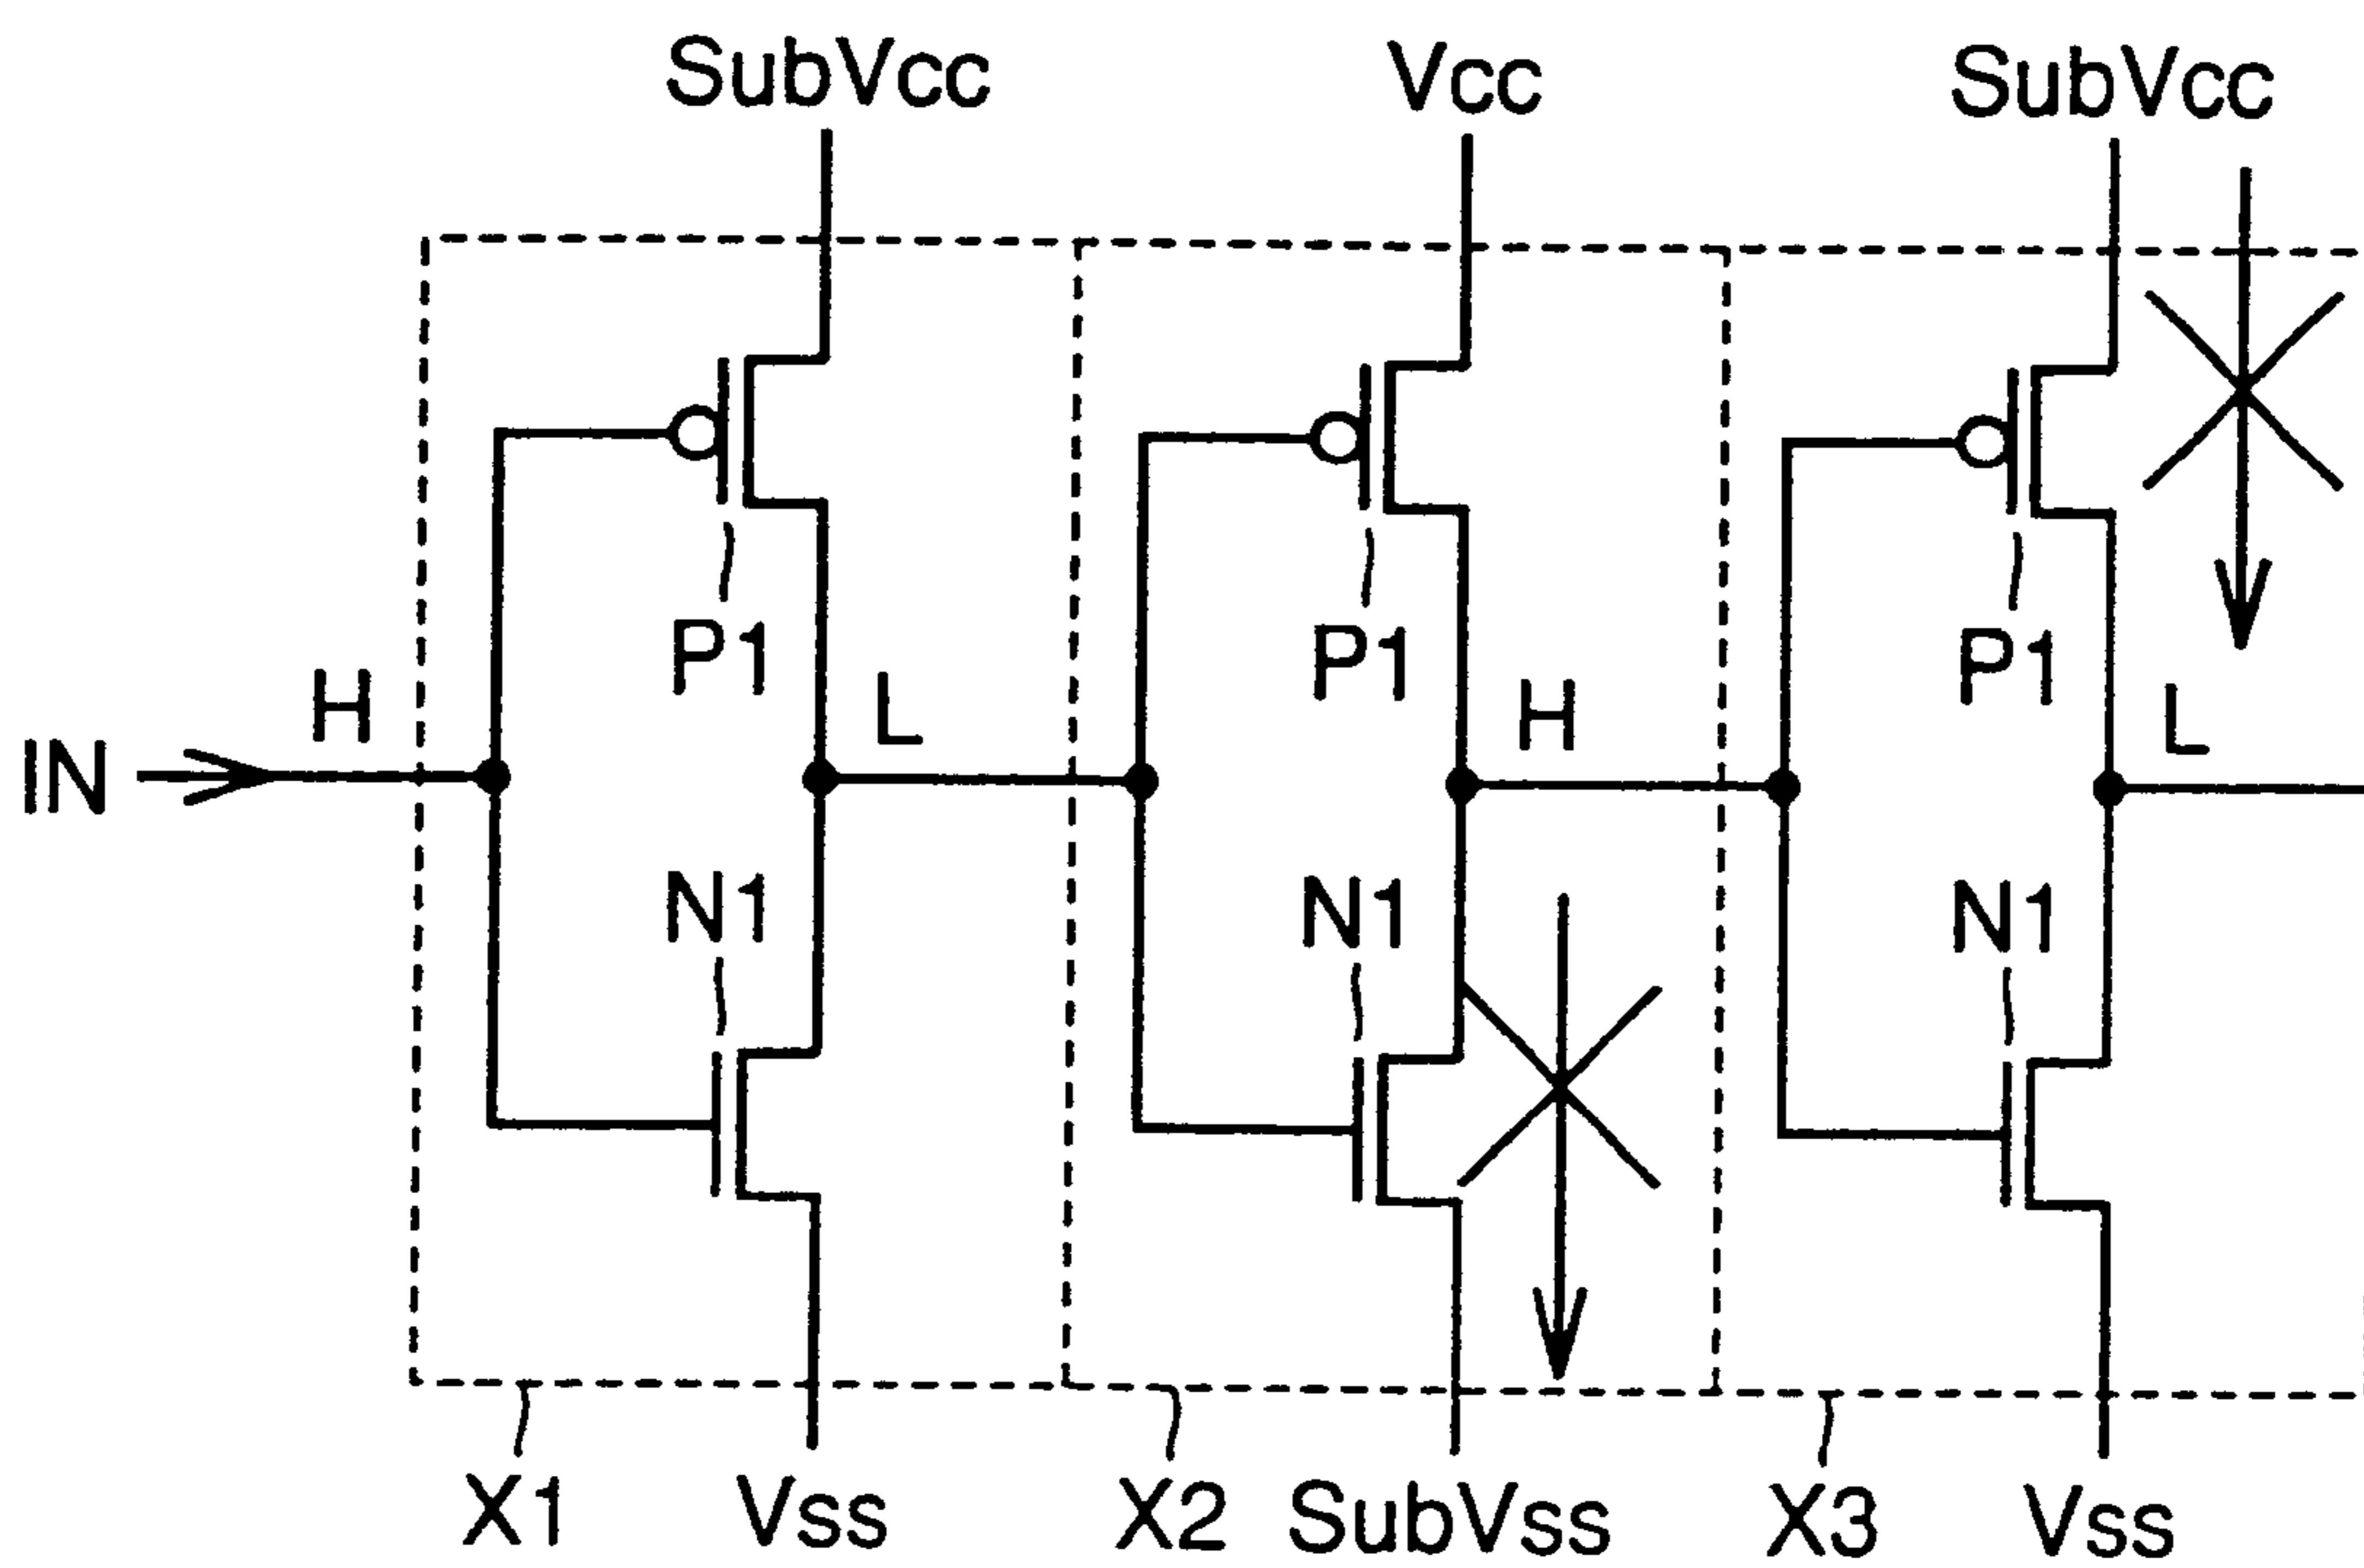 SubVcc Vcc SubVcc
P1 P1 P1
H L H L
IN
N1 N1 N1
X1 Vss X2 SubVss X3 Vss